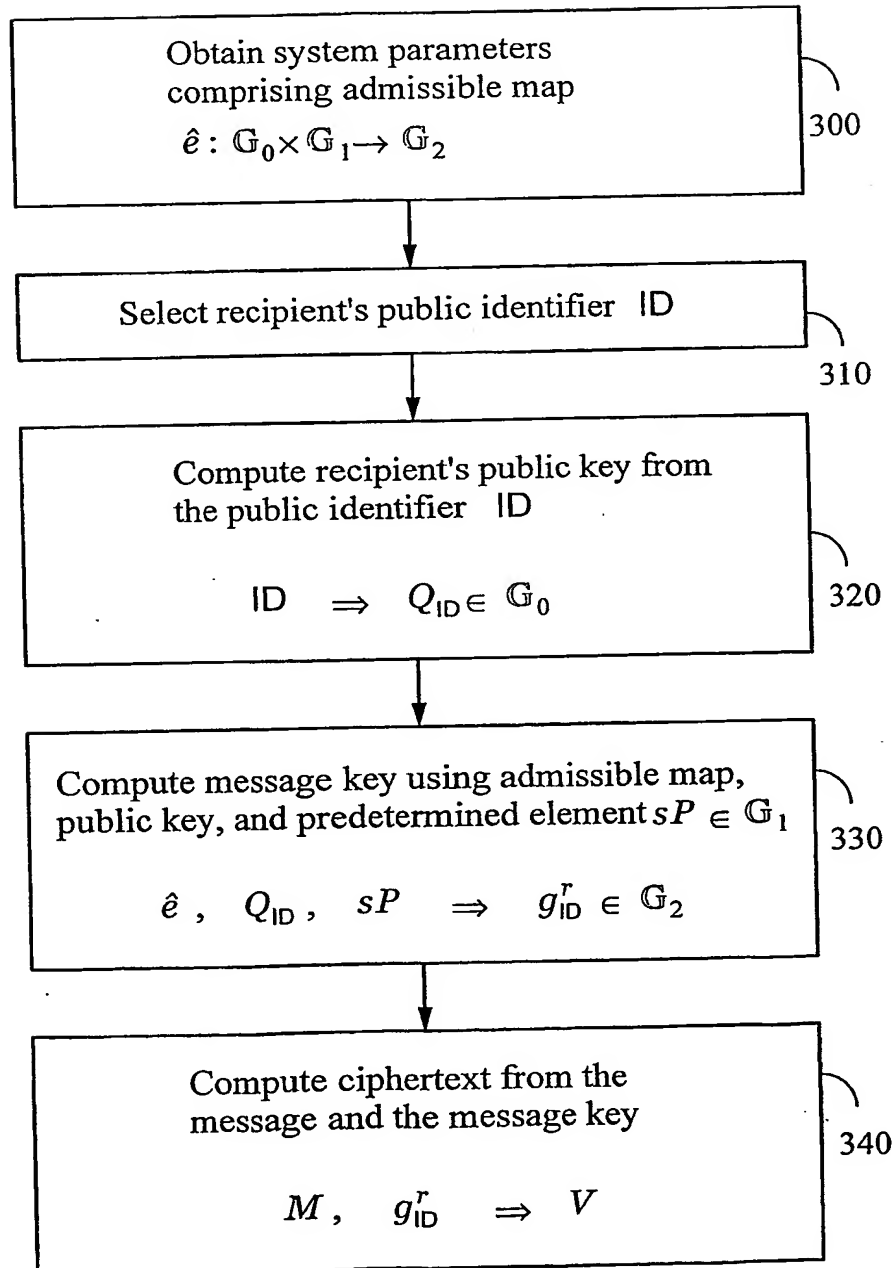 Obtain system parameters
comprising admissible map
ê : 𝔾₀ × 𝔾₁ → 𝔾₂
300
Select recipient's public identifier ID
310
Compute recipient's public key from
the public identifier ID
ID ⇒ Q_ID ∈ 𝔾₀
320
Compute message key using admissible map,
public key, and predetermined element sP ∈ 𝔾₁
330
ê , Q_ID , sP ⇒ g_ID^r ∈ 𝔾₂
Compute ciphertext from the
message and the message key
340
M , g_ID^r ⇒ V